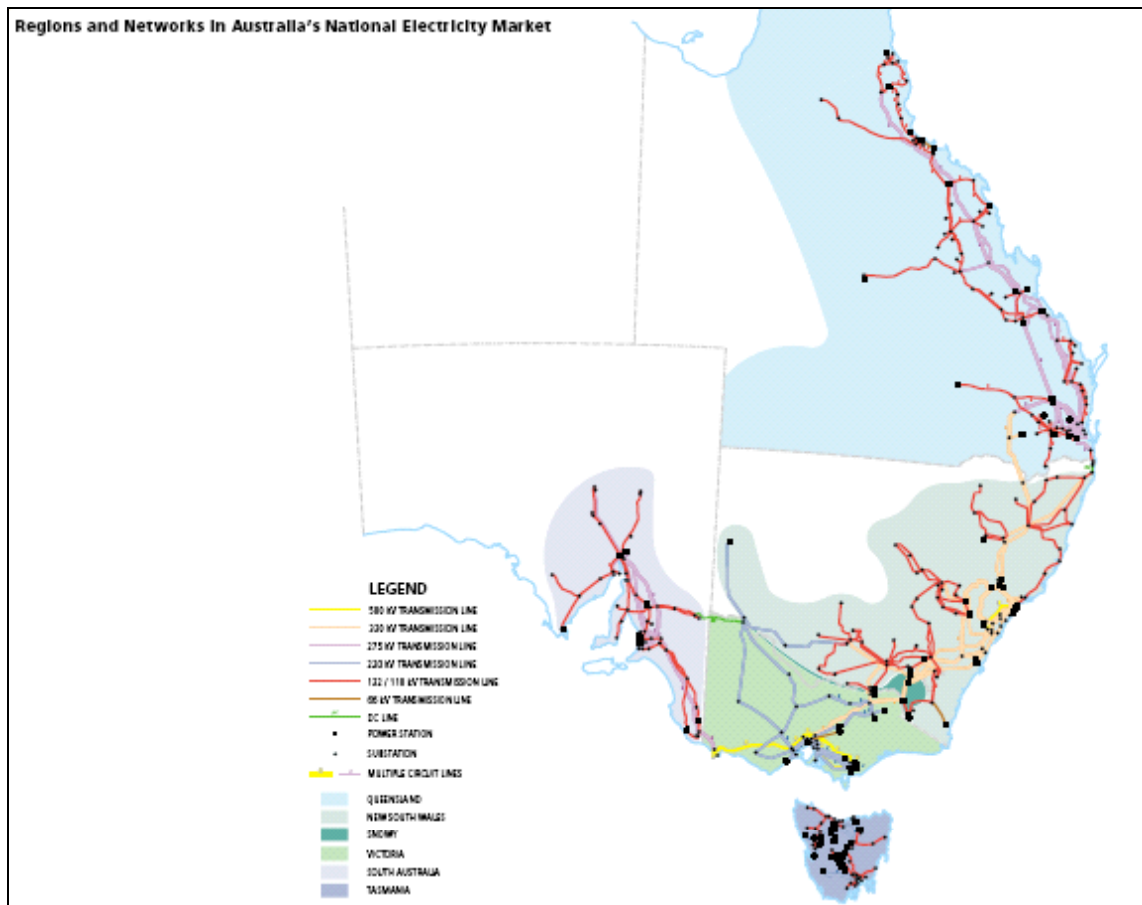 Regions and Networks in Australia's National Electricity Market
LEGEND
500 kV TRANSMISSION LINE
330 kV TRANSMISSION LINE
275 kV TRANSMISSION LINE
220 kV TRANSMISSION LINE
132 / 110 kV TRANSMISSION LINE
66 kV TRANSMISSION LINE
DC LINE
POWER STATION
SUBSTATION
MULTIPLE CIRCUIT LINES
QUEENSLAND
NEW SOUTH WALES
SNOWY
VICTORIA
SOUTH AUSTRALIA
TASMANIA